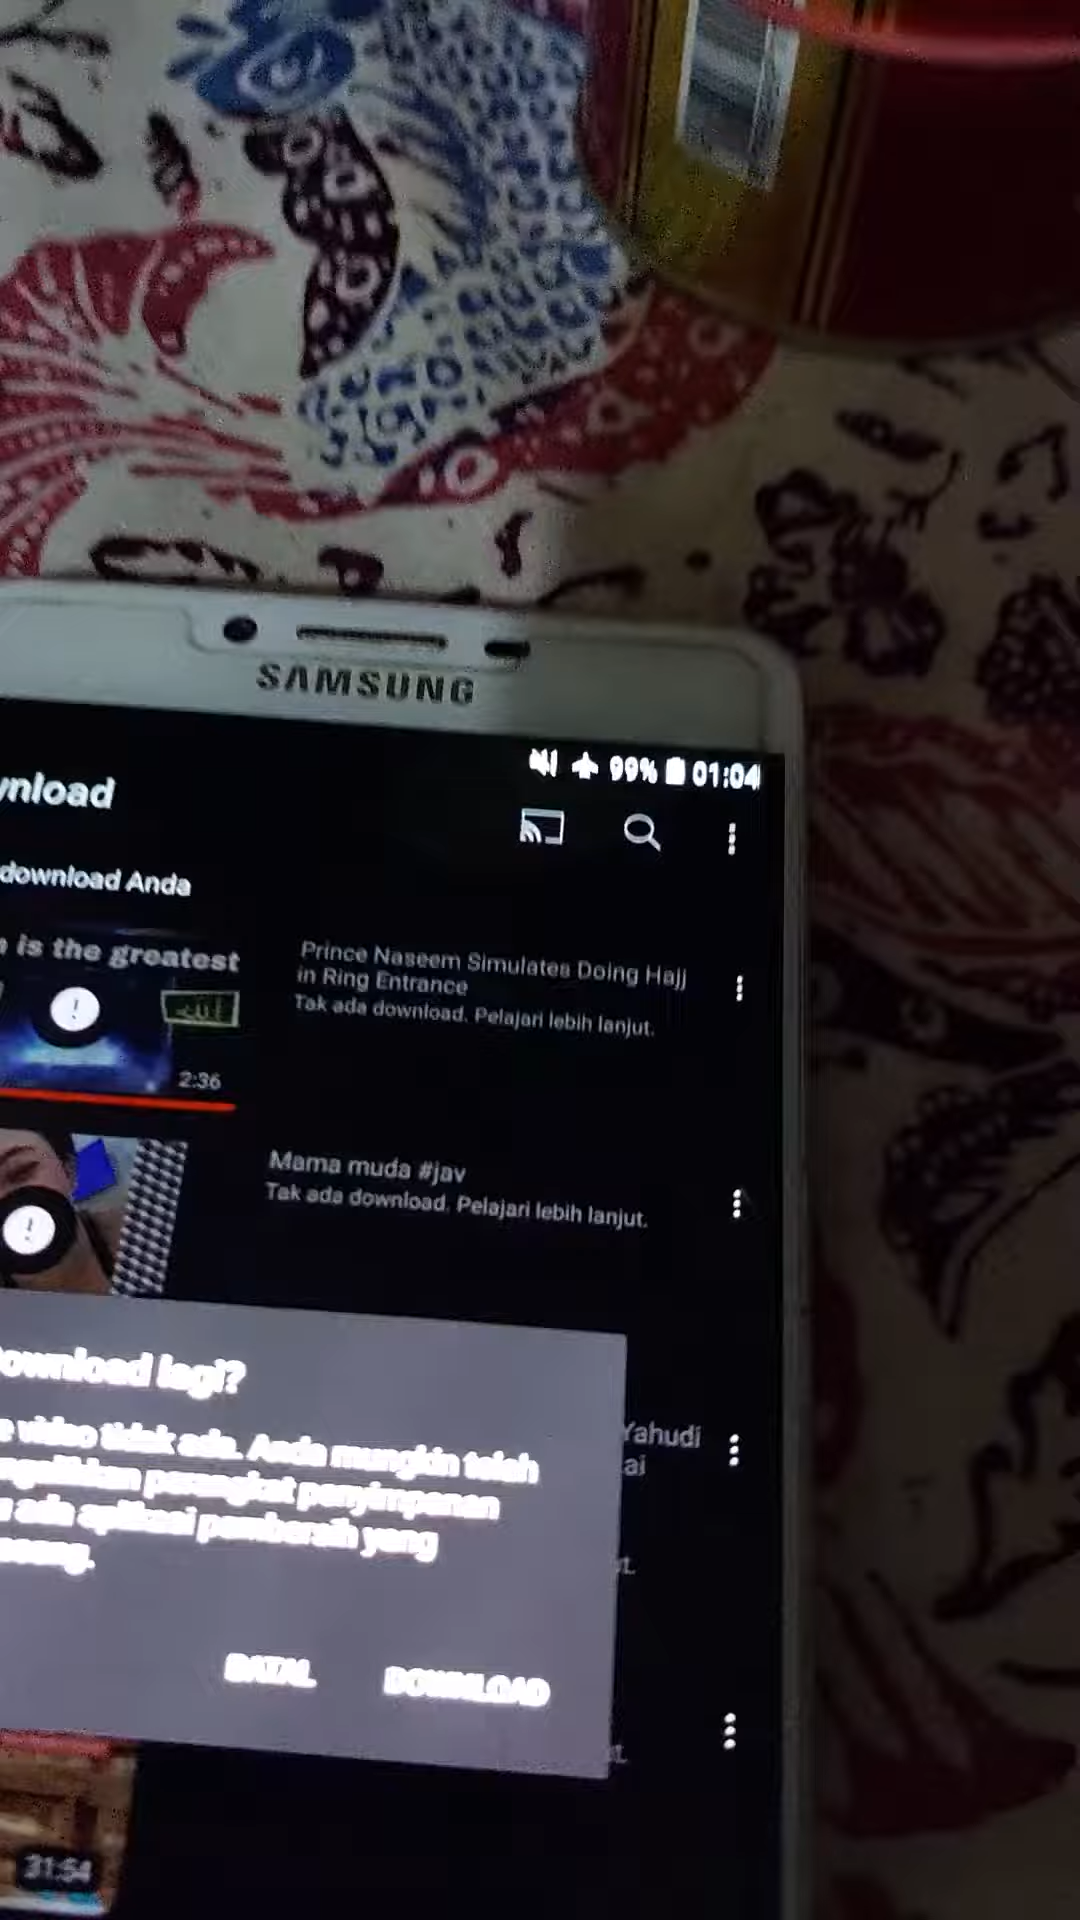 SAMSUNG
99% 01:04
wnload
download Anda
is the greatest
2:36
Prince Naseem Simulates Doing Hajj
in Ring Entrance
Tak ada download. Pelajari lebih lanjut.
Mama muda #jav
Tak ada download. Pelajari lebih lanjut.
ownload lagi?
e video tidak ada. Anda mungkin telah
perangkat penyimpanan
ada aplikasi pembersih yang
Yahudi
ai
t.
BATAL DOWNLOAD
t.
31:54